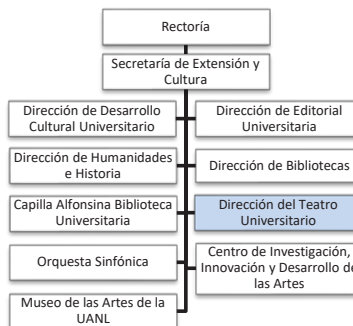 Rectoría
Secretaría de Extensión y
Cultura
Dirección de Desarrollo
Cultural Universitario
Dirección de Editorial
Universitaria
Dirección de Humanidades
e Historia
Dirección de Bibliotecas
Capilla Alfonsina Biblioteca
Universitaria
Dirección del Teatro
Universitario
Orquesta Sinfónica
Centro de Investigación,
Innovación y Desarrollo de
las Artes
Museo de las Artes de la
UANL